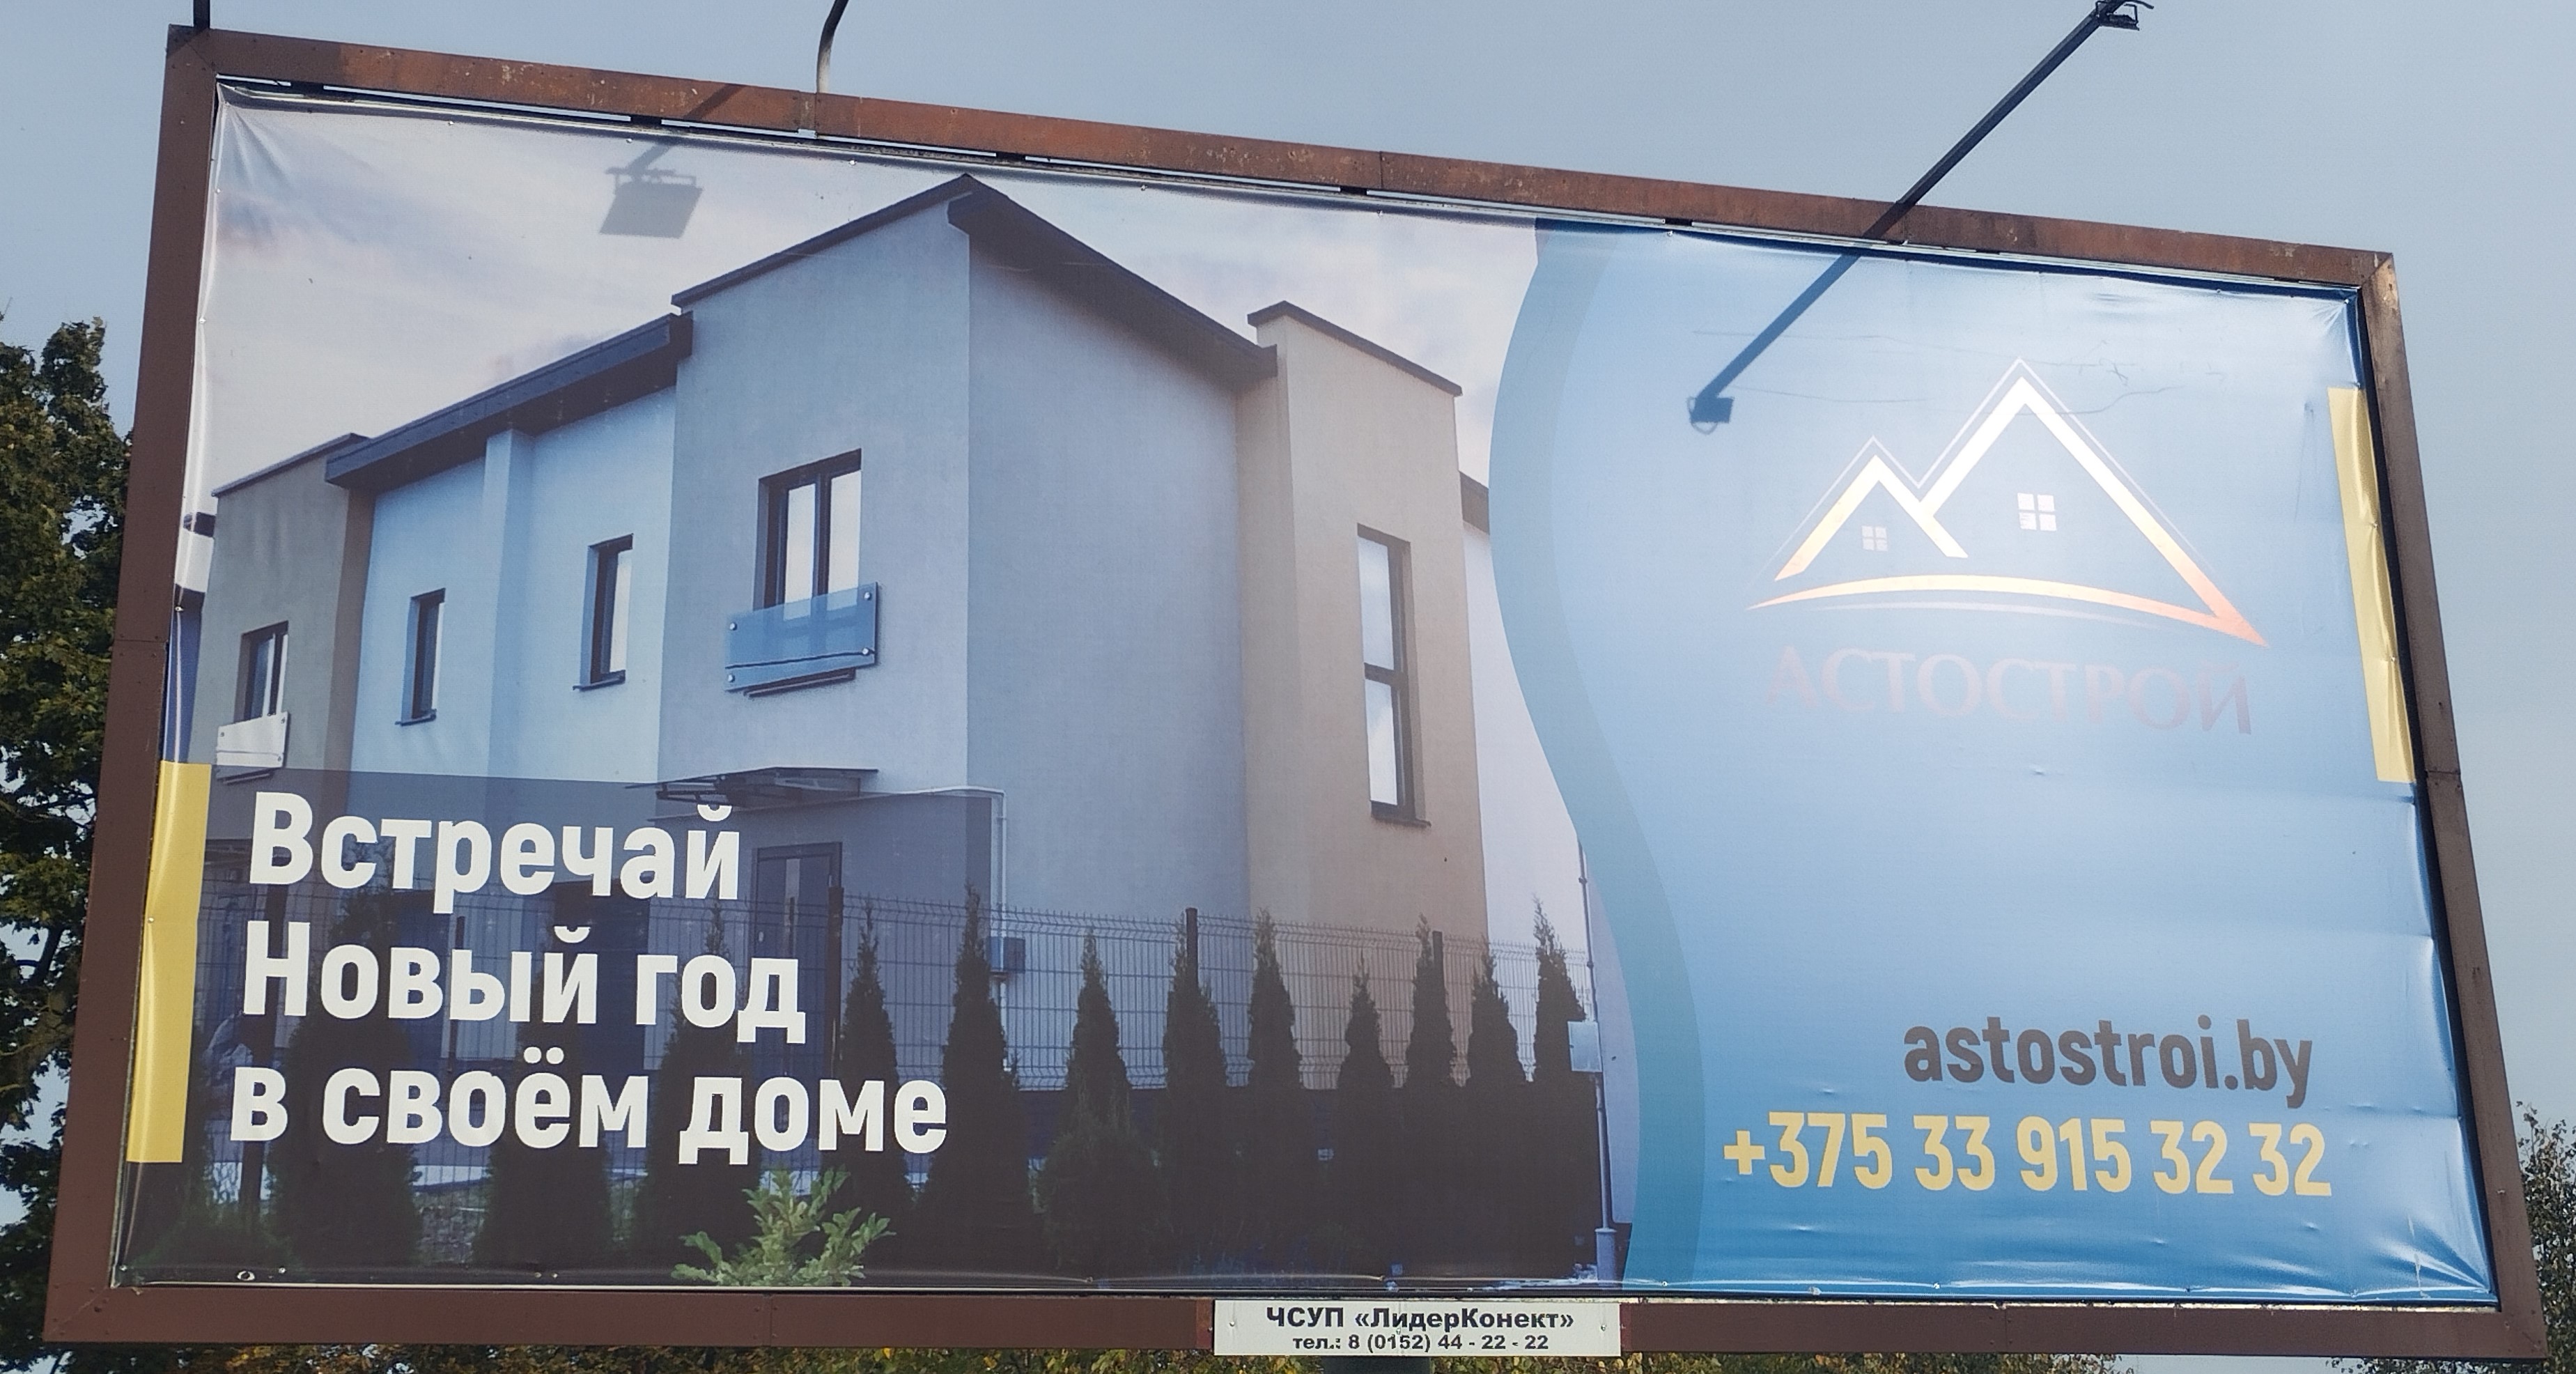 Встречай
Новый год
в своём доме
АСТОСТРОЙ
astostroi.by
+375 33 915 32 32
ЧСУП «ЛидерКонект»
тел.: 8 (0152) 44 - 22 - 22